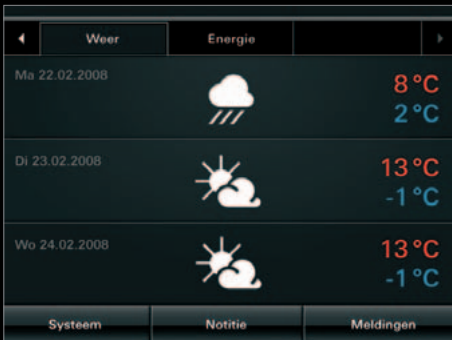 Weer
Energie
Ma 22.02.2008
8 °C
2 °C
Di 23.02.2008
13 °C
-1 °C
Wo 24.02.2008
13 °C
-1 °C
Systeem
Notitie
Meldingen